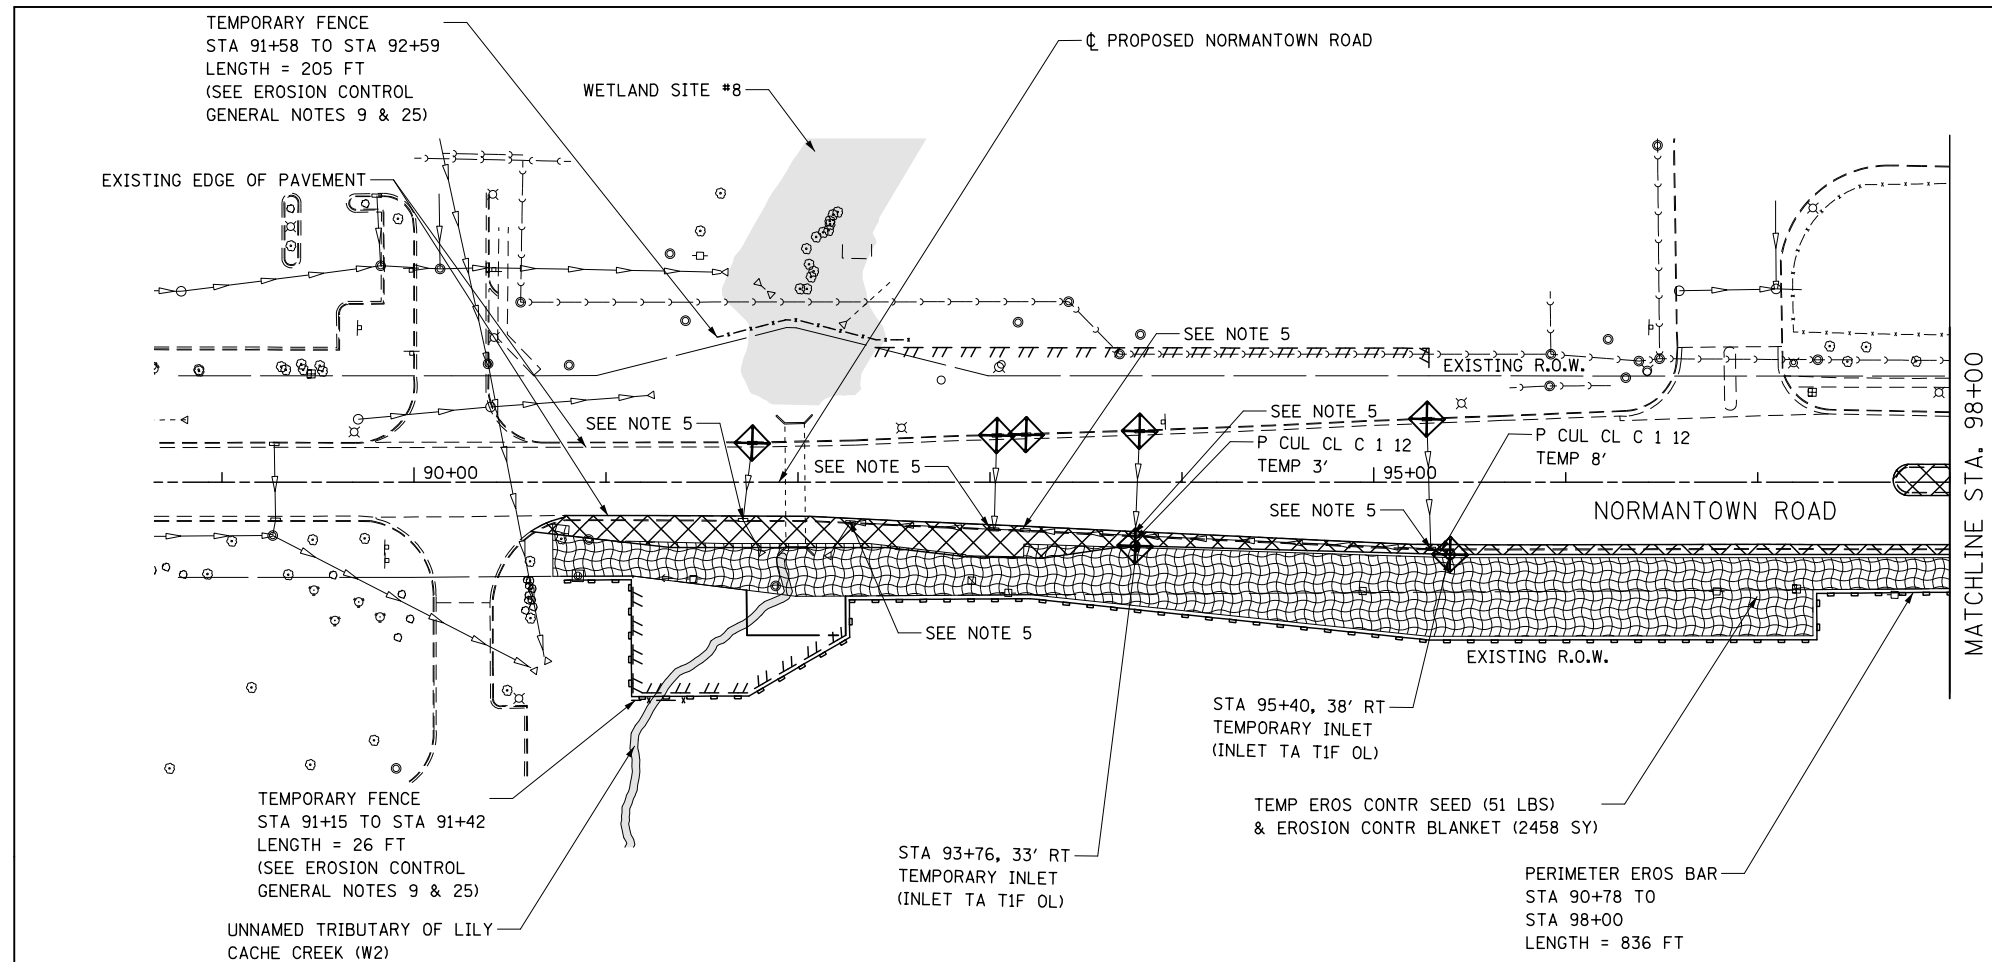 TEMPORARY FENCE
STA 91+58 TO STA 92+59
LENGTH = 205 FT
(SEE EROSION CONTROL
GENERAL NOTES 9 & 25)
℄ PROPOSED NORMANTOWN ROAD
WETLAND SITE #8
EXISTING EDGE OF PAVEMENT
SEE NOTE 5
EXISTING R.O.W.
SEE NOTE 5
SEE NOTE 5
P CUL CL C 1 12
TEMP 3'
P CUL CL C 1 12
TEMP 8'
SEE NOTE 5
90+00
95+00
SEE NOTE 5
NORMANTOWN ROAD
MATCHLINE STA. 98+00
SEE NOTE 5
EXISTING R.O.W.
STA 95+40, 38' RT
TEMPORARY INLET
(INLET TA T1F OL)
TEMPORARY FENCE
STA 91+15 TO STA 91+42
LENGTH = 26 FT
(SEE EROSION CONTROL
GENERAL NOTES 9 & 25)
TEMP EROS CONTR SEED (51 LBS)
& EROSION CONTR BLANKET (2458 SY)
STA 93+76, 33' RT
TEMPORARY INLET
(INLET TA T1F OL)
PERIMETER EROS BAR
STA 90+78 TO
STA 98+00
LENGTH = 836 FT
UNNAMED TRIBUTARY OF LILY
CACHE CREEK (W2)